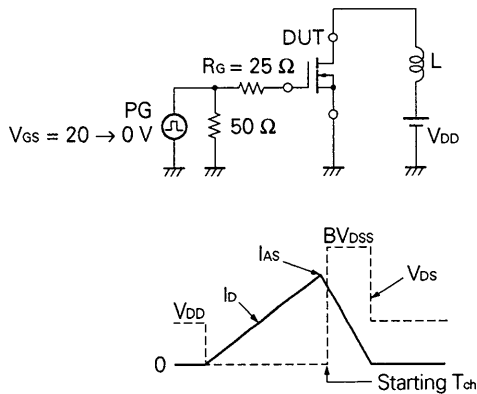 DUT
RG = 25 Ω
L
PG
VGS = 20 → 0 V
50 Ω
VDD
BVDSS
IAS
ID
VDS
VDD
0
Starting Tch